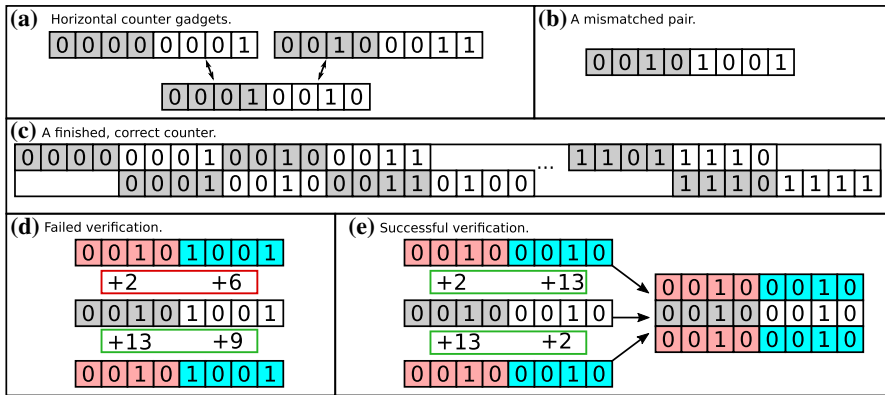 (a) Horizontal counter gadgets.
0 0 0 0 0 0 0 1 0 0 1 0 0 0 1 1
0 0 0 1 0 0 1 0
(b) A mismatched pair.
0 0 1 0 1 0 0 1
(c) A finished, correct counter.
0 0 0 0 0 0 0 1 0 0 1 0 0 0 1 1 ... 1 1 0 1 1 1 1 0
0 0 0 1 0 0 1 0 0 0 1 1 0 1 0 0 1 1 1 0 1 1 1 1
(d) Failed verification.
0 0 1 0 1 0 0 1
+2 +6
0 0 1 0 1 0 0 1
+13 +9
0 0 1 0 1 0 0 1
(e) Successful verification.
0 0 1 0 0 0 1 0
+2 +13
0 0 1 0 0 0 1 0
+13 +2
0 0 1 0 0 0 1 0
0 0 1 0 0 0 1 0
0 0 1 0 0 0 1 0
0 0 1 0 0 0 1 0